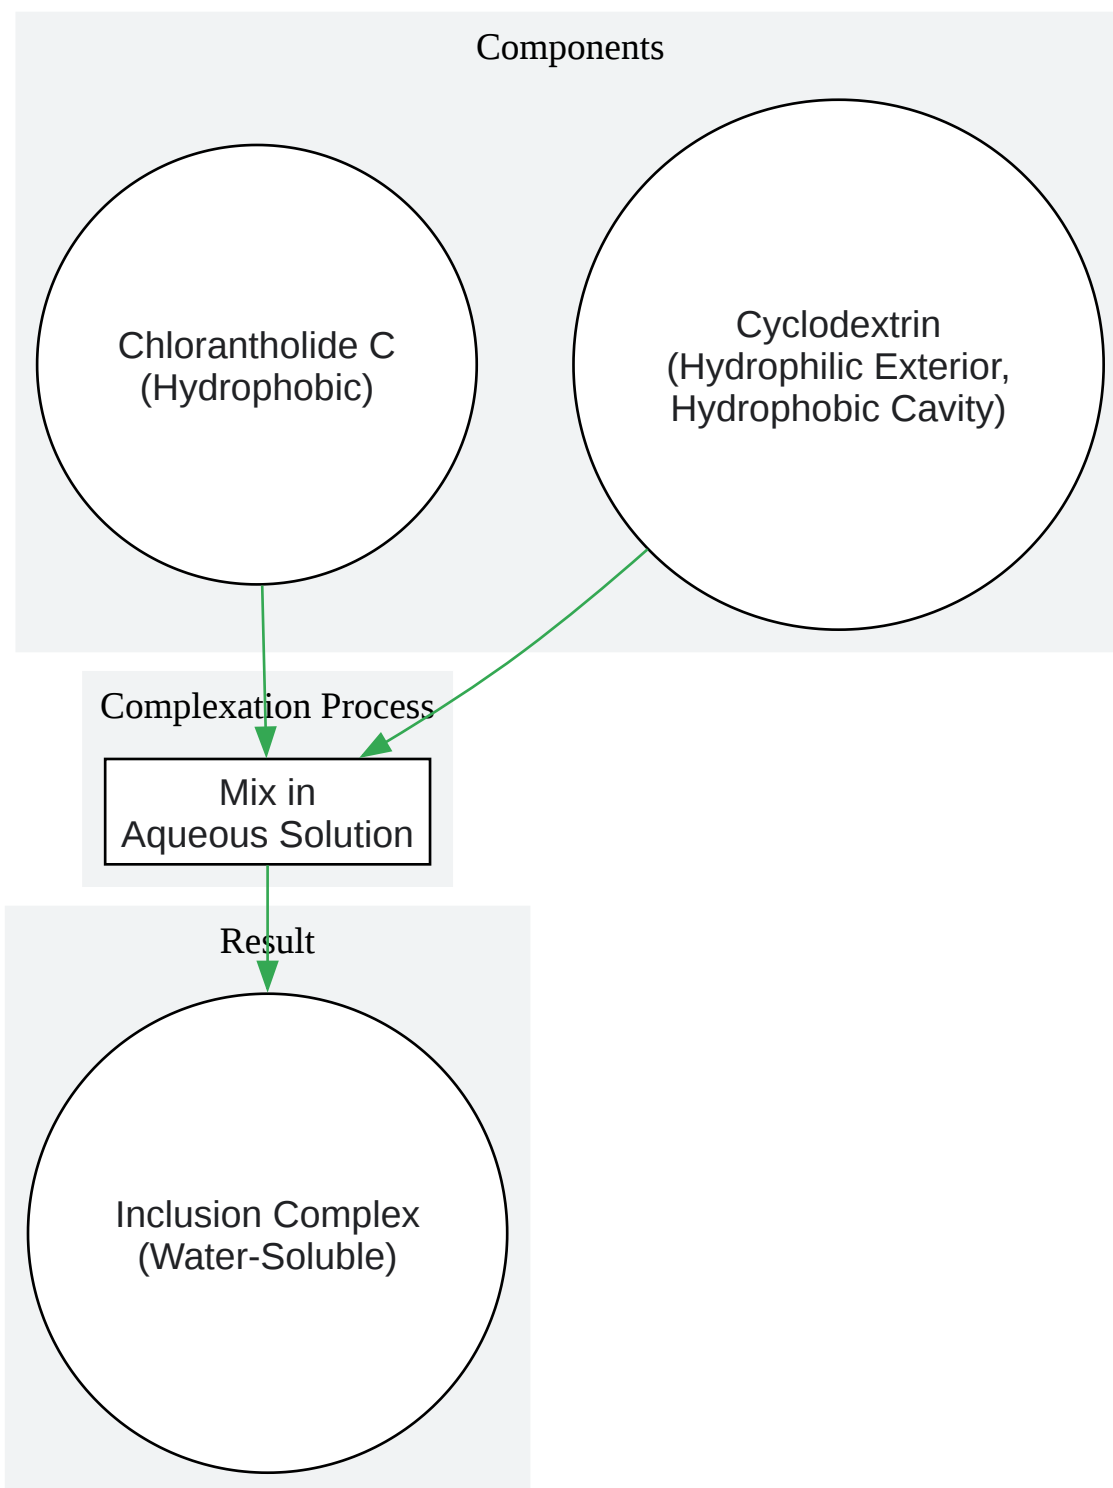 Components
Chlorantholide C
(Hydrophobic)
Cyclodextrin
(Hydrophilic Exterior,
Hydrophobic Cavity)
Complexation Process
Mix in
Aqueous Solution
Result
Inclusion Complex
(Water-Soluble)